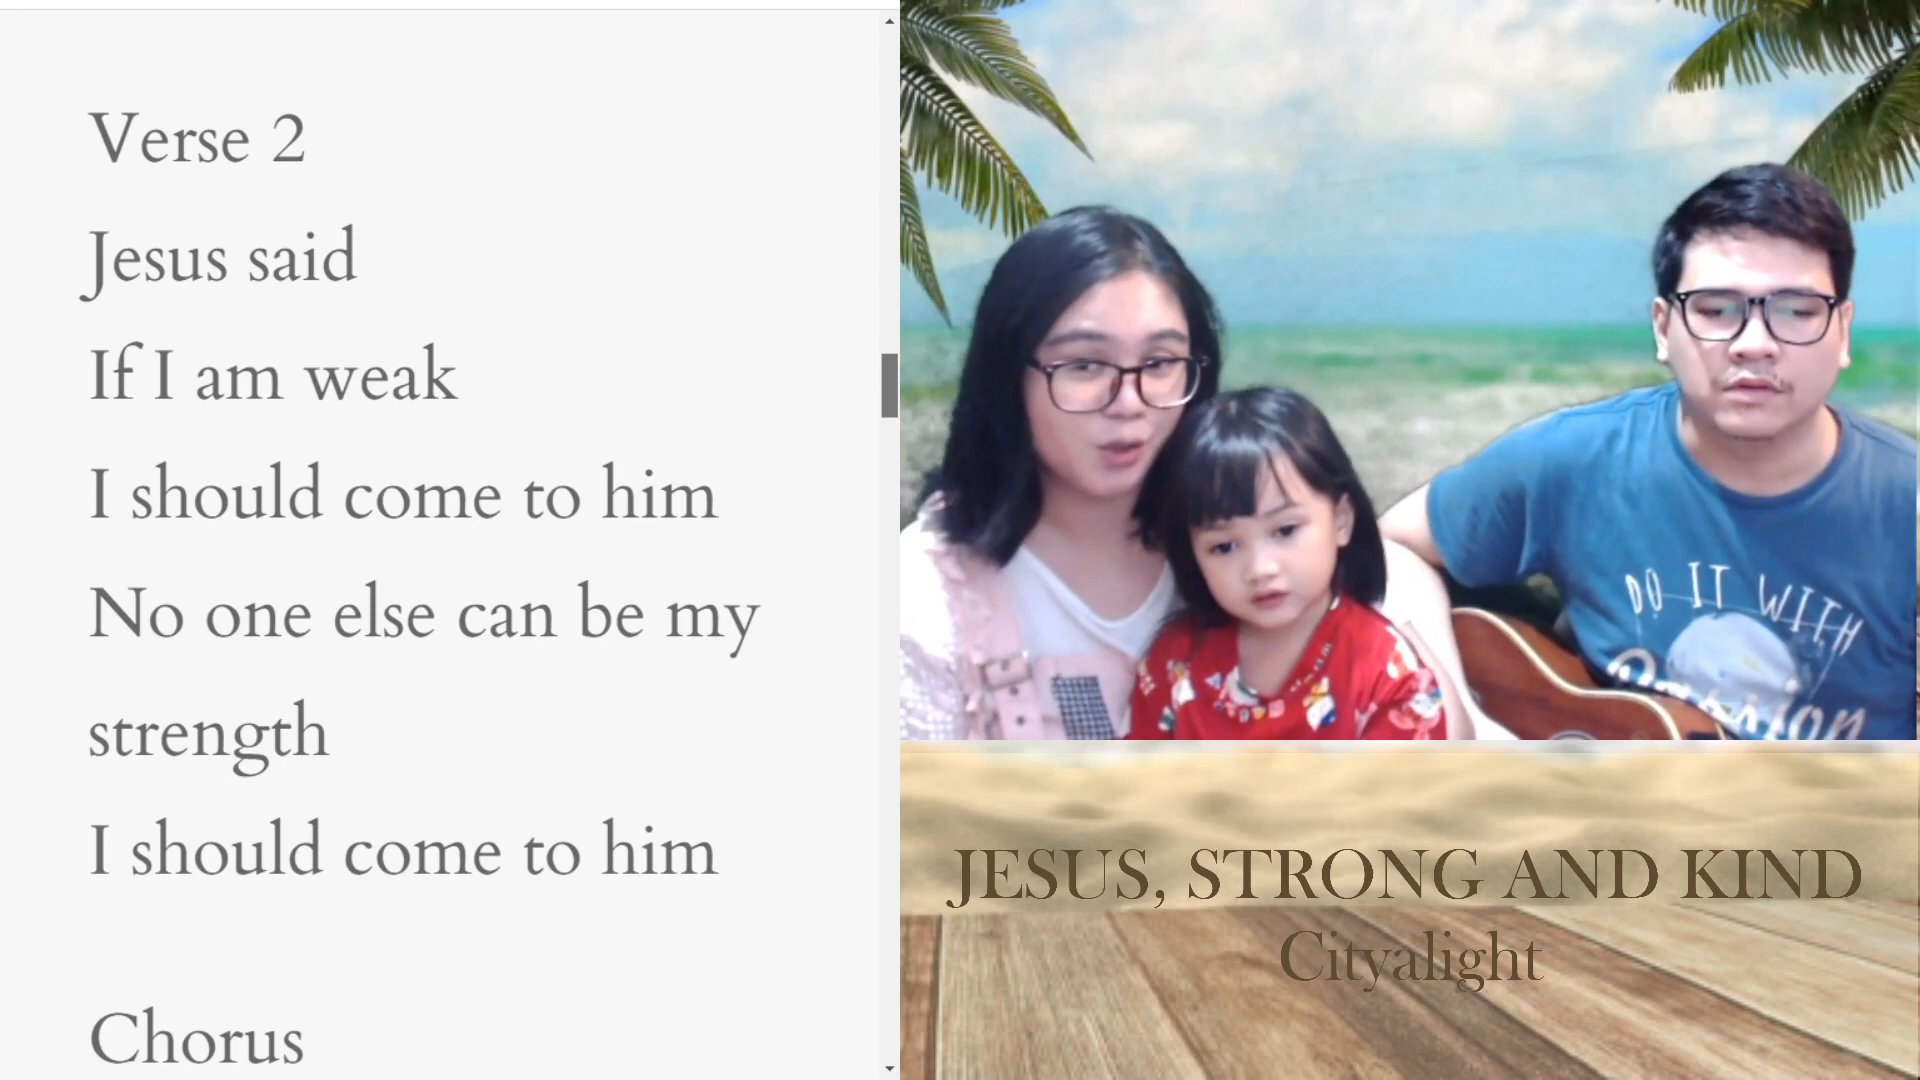 Verse 2
Jesus said
If I am weak
I should come to him
No one else can be my
strength
I should come to him
Chorus
DO IT WITH
Passion
JESUS, STRONG AND KIND
Cityalight